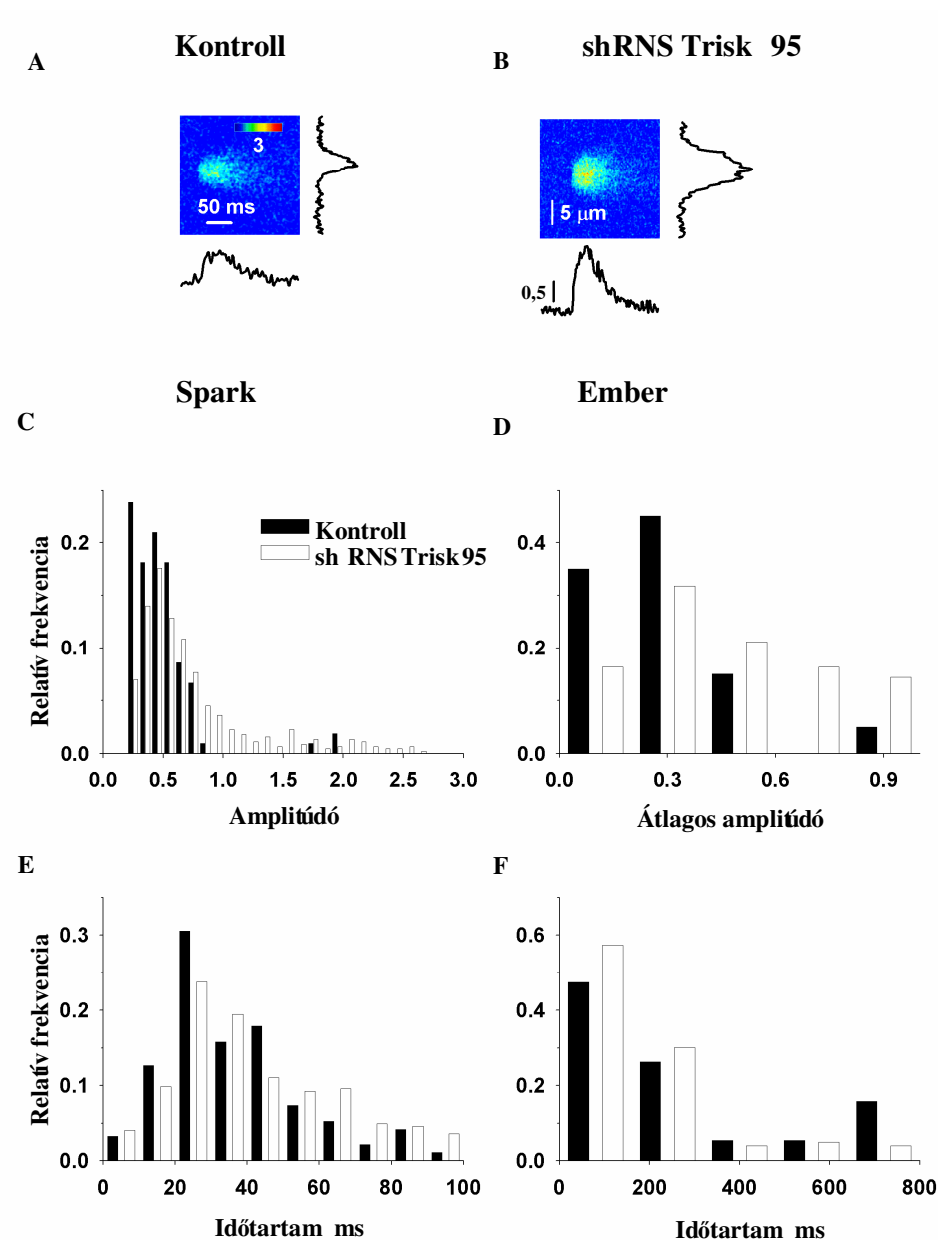 A
Kontroll
B
shRNS Trisk 95
3
50 ms
5 μm
0,5
Spark
Ember
C
D
Relatív frekvencia
0.2
0.1
0.0
0.0 0.5 1.0 1.5 2.0 2.5 3.0
Amplitúdó
Kontroll
sh RNS Trisk 95
0.4
0.2
0.0
0.0 0.3 0.6 0.9
Átlagos amplitúdó
E
F
Relatív frekvencia
0.3
0.2
0.1
0.0
0 20 40 60 80 100
Időtartam ms
0.6
0.4
0.2
0.0
0 200 400 600 800
Időtartam ms